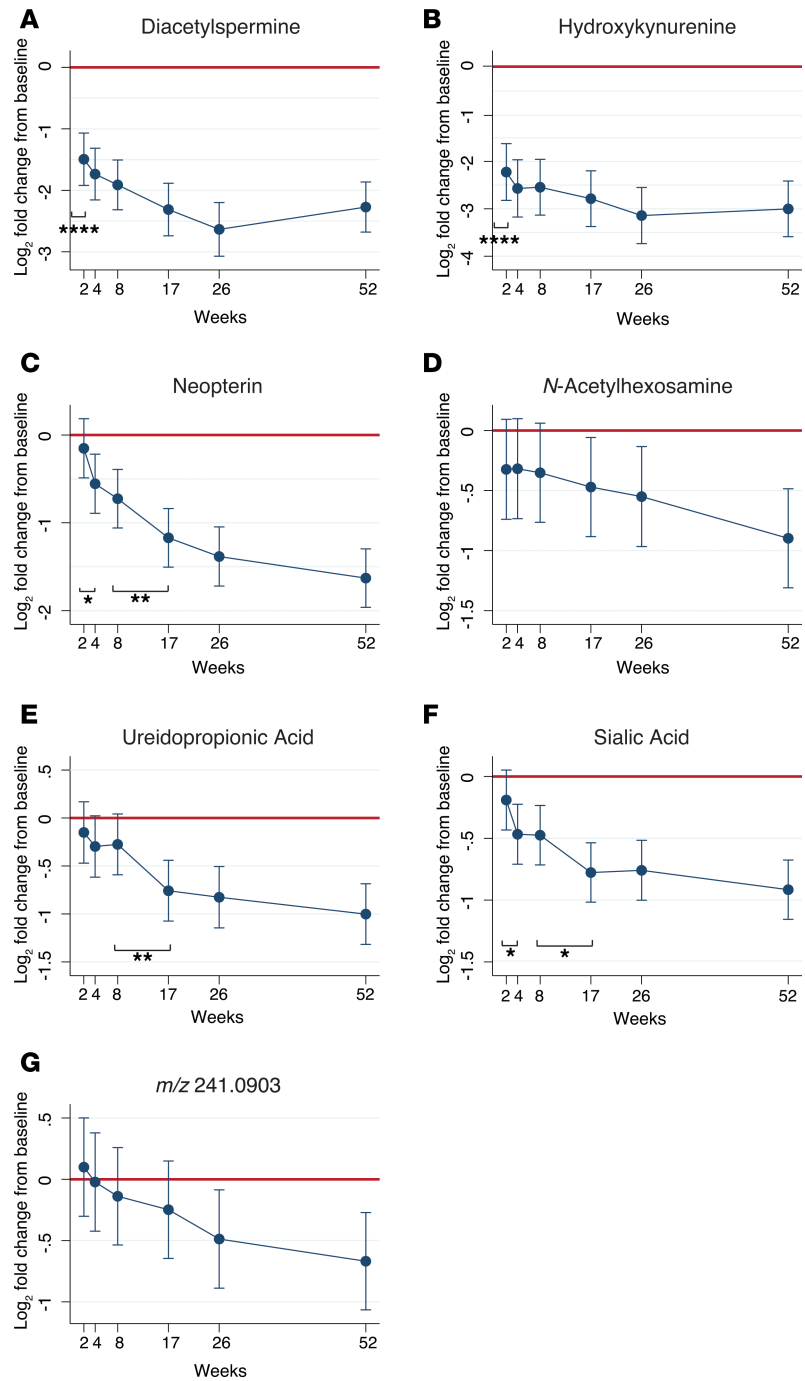 A
Diacetylspermine
Log2 fold change from baseline
0
-1
-2
-3
****
2 4 8 17 26 52
Weeks
B
Hydroxykynurenine
Log2 fold change from baseline
0
-1
-2
-3
-4
****
2 4 8 17 26 52
Weeks
C
Neopterin
Log2 fold change from baseline
0
-1
-2
* **
2 4 8 17 26 52
Weeks
D
N-Acetylhexosamine
Log2 fold change from baseline
0
-.5
-1
-1.5
2 4 8 17 26 52
Weeks
E
Ureidopropionic Acid
Log2 fold change from baseline
.5
0
-.5
-1
-1.5
**
2 4 8 17 26 52
Weeks
F
Sialic Acid
Log2 fold change from baseline
0
-.5
-1
-1.5
* *
2 4 8 17 26 52
Weeks
G
m/z 241.0903
Log2 fold change from baseline
.5
0
-.5
-1
2 4 8 17 26 52
Weeks